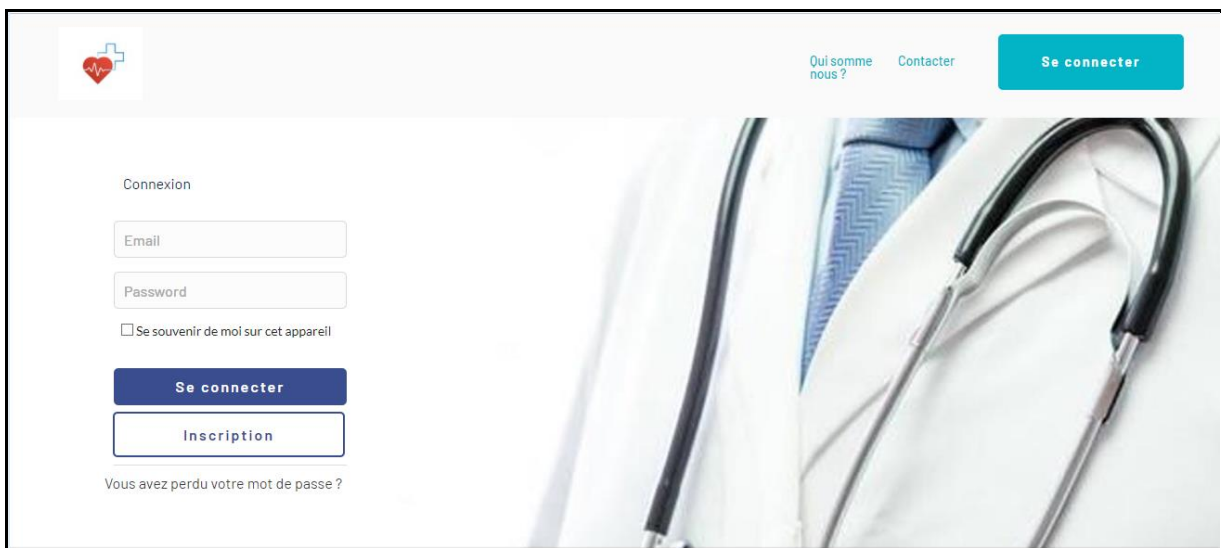 Qui somme
nous ?
Contacter
Se connecter
Connexion
Email
Password
Se souvenir de moi sur cet appareil
Se connecter
Inscription
Vous avez perdu votre mot de passe ?